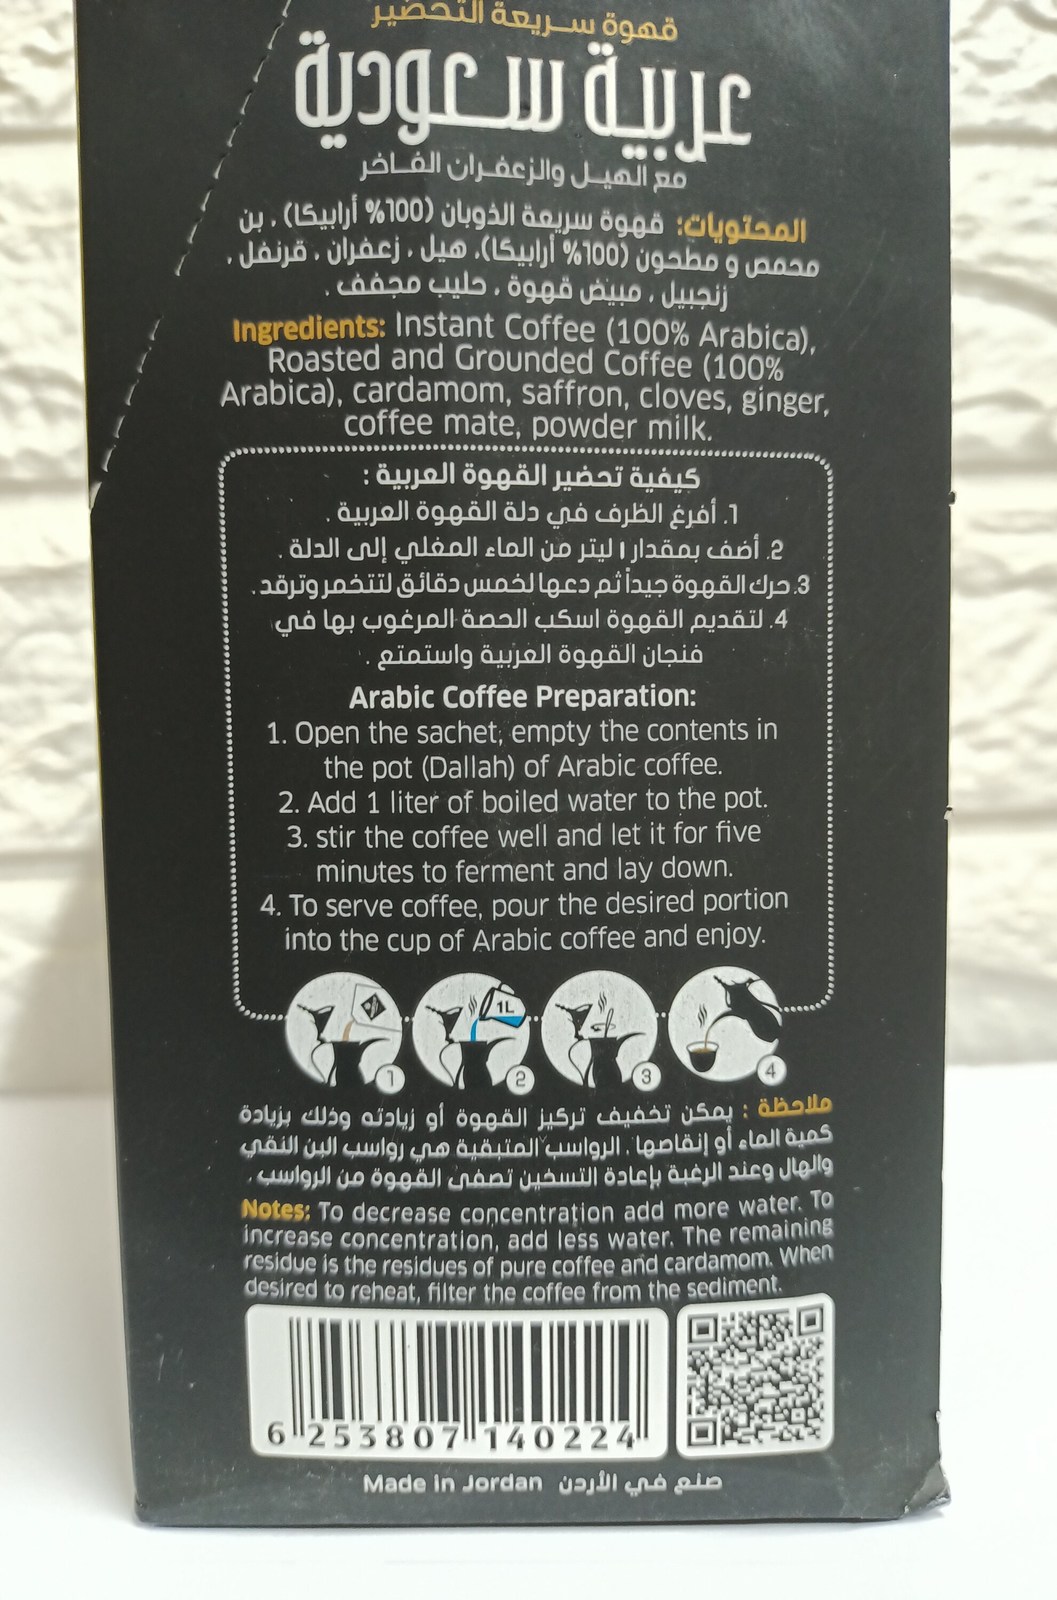 قهوة سريعة التحضير
عربية سعودية
مع الهيل والزعفران الفاخر
المحتويات: قهوة سريعة الذوبان (100% أرابيكا) ، بن
محمص و مطحون (100% أرابيكا)، هيل ، زعفران ، قرنفل ،
زنجبيل ، مبيض قهوة ، حليب مجفف .
Ingredients: Instant Coffee (100% Arabica),
Roasted and Grounded Coffee (100%
Arabica), cardamom, saffron, cloves, ginger,
coffee mate, powder milk.
كيفية تحضير القهوة العربية :
1. أفرغ الظرف في دلة القهوة العربية .
2. أضف بمقدار ١ ليتر من الماء المغلي إلى الدلة .
3. حرك القهوة جيداً ثم دعها لخمس دقائق لتتخمر وترقد .
4. لتقديم القهوة اسكب الحصة المرغوب بها في
فنجان القهوة العربية واستمتع .
Arabic Coffee Preparation:
1. Open the sachet, empty the contents in
the pot (Dallah) of Arabic coffee.
2. Add 1 liter of boiled water to the pot.
3. stir the coffee well and let it for five
minutes to ferment and lay down.
4. To serve coffee, pour the desired portion
into the cup of Arabic coffee and enjoy.
1L
1 2 3 4
ملاحظة : يمكن تخفيف تركيز القهوة أو زيادته وذلك بزيادة
كمية الماء أو إنقاصها . الرواسب المتبقية هي رواسب البن النقي
والهال وعند الرغبة بإعادة التسخين تصفى القهوة من الرواسب .
Notes: To decrease concentration add more water. To
increase concentration, add less water. The remaining
residue is the residues of pure coffee and cardamom. When
desired to reheat, filter the coffee from the sediment.
6 253807 140224
Made In Jordan صنع في الأردن